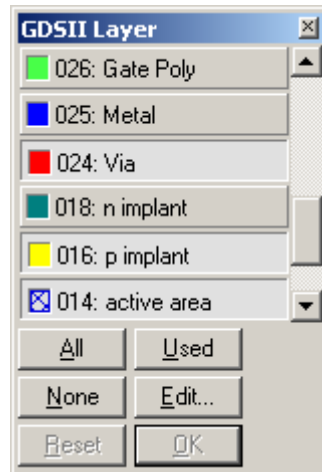 GDSII Layer
026: Gate Poly
025: Metal
024: Via
018: n implant
016: p implant
014: active area
All Used
None Edit...
Reset OK